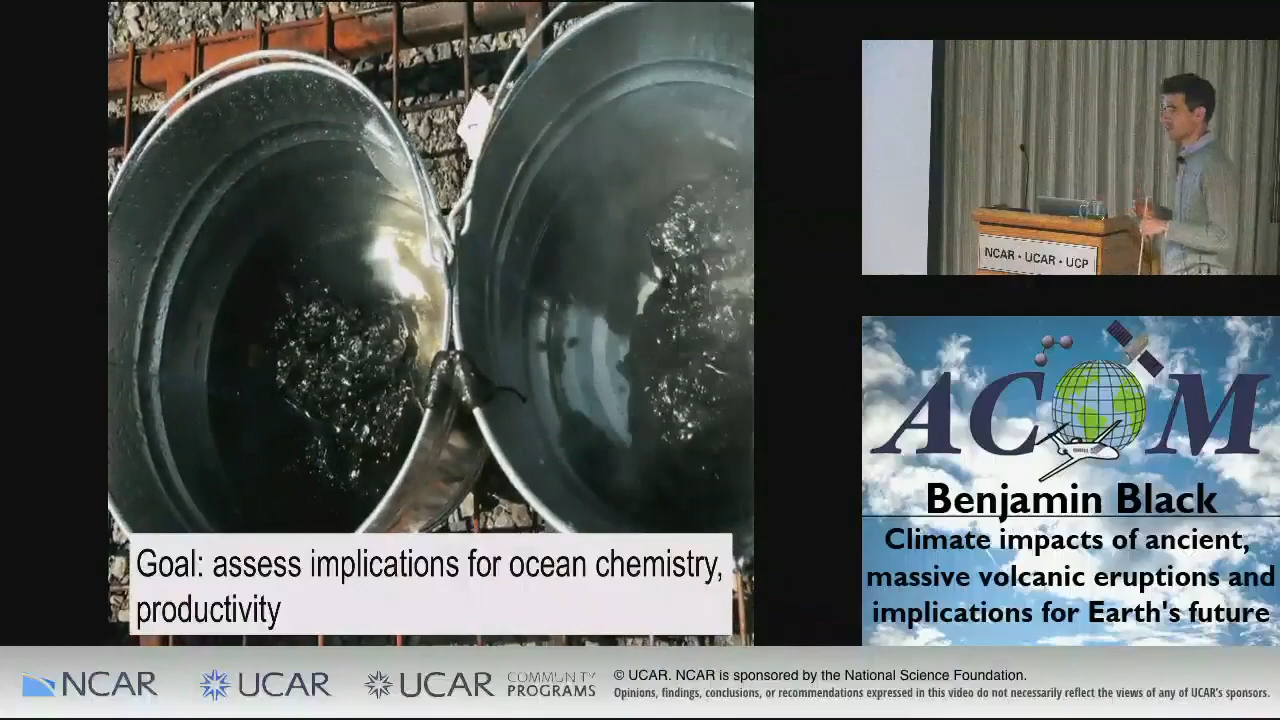 Goal: assess implications for ocean chemistry,
productivity
NCAR • UCAR • UCP
ACOM
Benjamin Black
Climate impacts of ancient,
massive volcanic eruptions and
implications for Earth's future
NCAR
UCAR
UCAR
COMMUNITY
PROGRAMS
© UCAR. NCAR is sponsored by the National Science Foundation.
Opinions, findings, conclusions, or recommendations expressed in this video do not necessarily reflect the views of any of UCAR's sponsors.